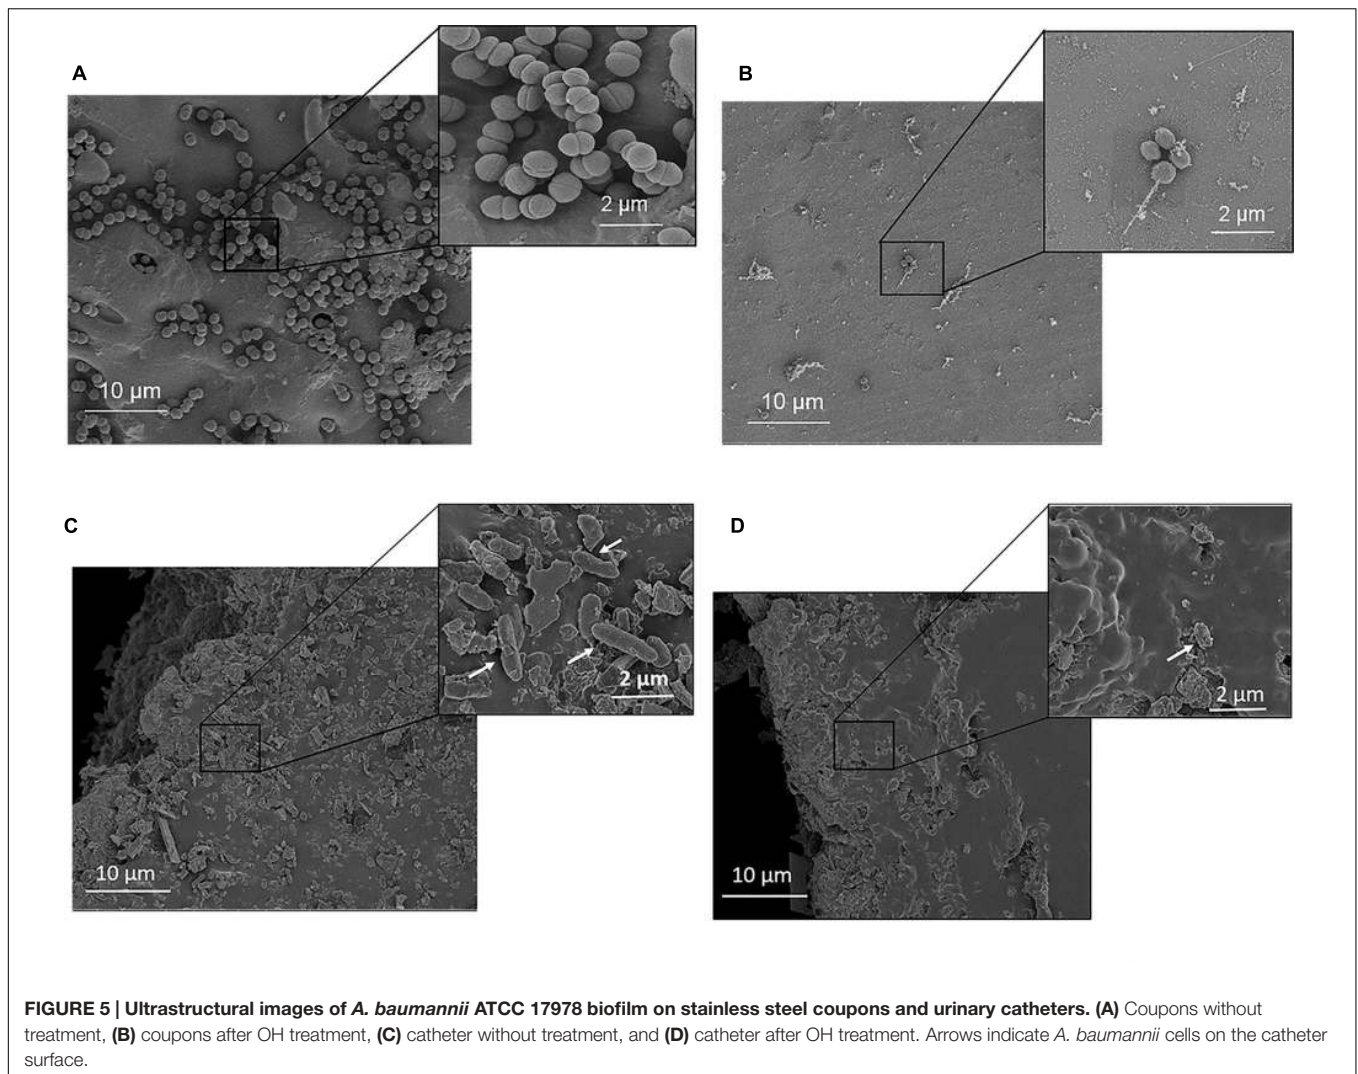 A
2 µm
10 µm
B
2 µm
10 µm
C
2 µm
10 µm
D
2 µm
10 µm
FIGURE 5 | Ultrastructural images of A. baumannii ATCC 17978 biofilm on stainless steel coupons and urinary catheters. (A) Coupons without
treatment, (B) coupons after OH treatment, (C) catheter without treatment, and (D) catheter after OH treatment. Arrows indicate A. baumannii cells on the catheter
surface.